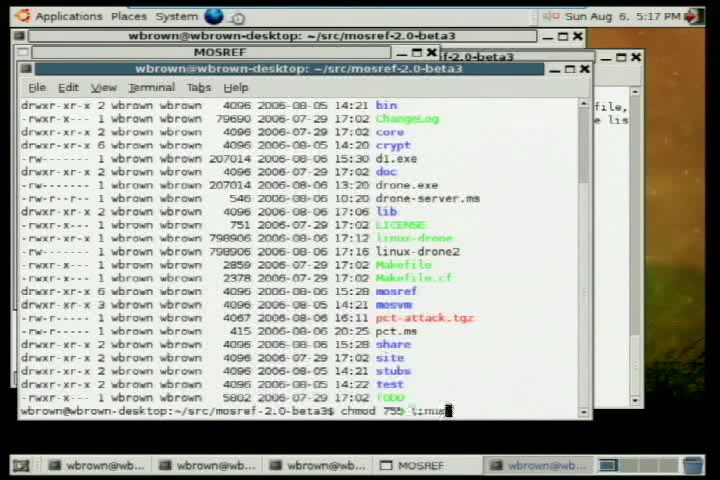 Applications Places System Sun Aug 6, 5:17 PM
wbrown@wbrown-desktop: ~/src/mosref-2.0-beta3
MOSREF
ref-2.0-beta3
wbrown@wbrown-desktop: ~/src/mosref-2.0-beta3
File Edit View Terminal Tabs Help
drwxr-xr-x 2 wbrown wbrown 4096 2006-08-05 14:21 bin
-rwxr-x--- 1 wbrown wbrown 79690 2006-07-29 17:02 ChangeLog
drwxr-xr-x 2 wbrown wbrown 4096 2006-07-29 17:02 core
drwxr-xr-x 6 wbrown wbrown 4096 2006-08-05 14:20 crypt
-rw------- 1 wbrown wbrown 207014 2006-08-06 15:30 d1.exe
drwxr-xr-x 2 wbrown wbrown 4096 2006-07-29 17:02 doc
-rw------- 1 wbrown wbrown 207014 2006-08-06 13:20 drone.exe
-rw-r--r-- 1 wbrown wbrown 546 2006-08-06 10:20 drone-server.ms
drwxr-xr-x 2 wbrown wbrown 4096 2006-08-06 17:06 lib
-rwxr-x--- 1 wbrown wbrown 751 2006-07-29 17:02 LICENSE
-rwxr-xr-x 1 wbrown wbrown 798906 2006-08-06 17:12 linux-drone
-rw------- 1 wbrown wbrown 798906 2006-08-06 17:16 linux-drone2
-rwxr-x--- 1 wbrown wbrown 2859 2006-07-29 17:02 Makefile
-rwxr-x--- 1 wbrown wbrown 2378 2006-07-29 17:02 Makefile.cf
drwxr-xr-x 6 wbrown wbrown 4096 2006-08-06 15:28 mosref
drwxr-xr-x 3 wbrown wbrown 4096 2006-08-05 14:21 mosvm
-rw-r----- 1 wbrown wbrown 4067 2006-08-06 16:11 pct-attack.tgz
-rw-r----- 1 wbrown wbrown 415 2006-08-06 20:25 pct.ms
drwxr-xr-x 2 wbrown wbrown 4096 2006-08-06 15:28 share
drwxr-xr-x 2 wbrown wbrown 4096 2006-07-29 17:02 site
drwxr-xr-x 2 wbrown wbrown 4096 2006-08-05 14:21 stubs
drwxr-xr-x 2 wbrown wbrown 4096 2006-08-05 14:22 test
-rwxr-x--- 1 wbrown wbrown 5802 2006-07-29 17:02 TODO
wbrown@wbrown-desktop:~/src/mosref-2.0-beta3$ chmod 755 linux
file,
e lis
wbrown@wb... wbrown@wb... wbrown@wb... MOSREF wbrown@wb...